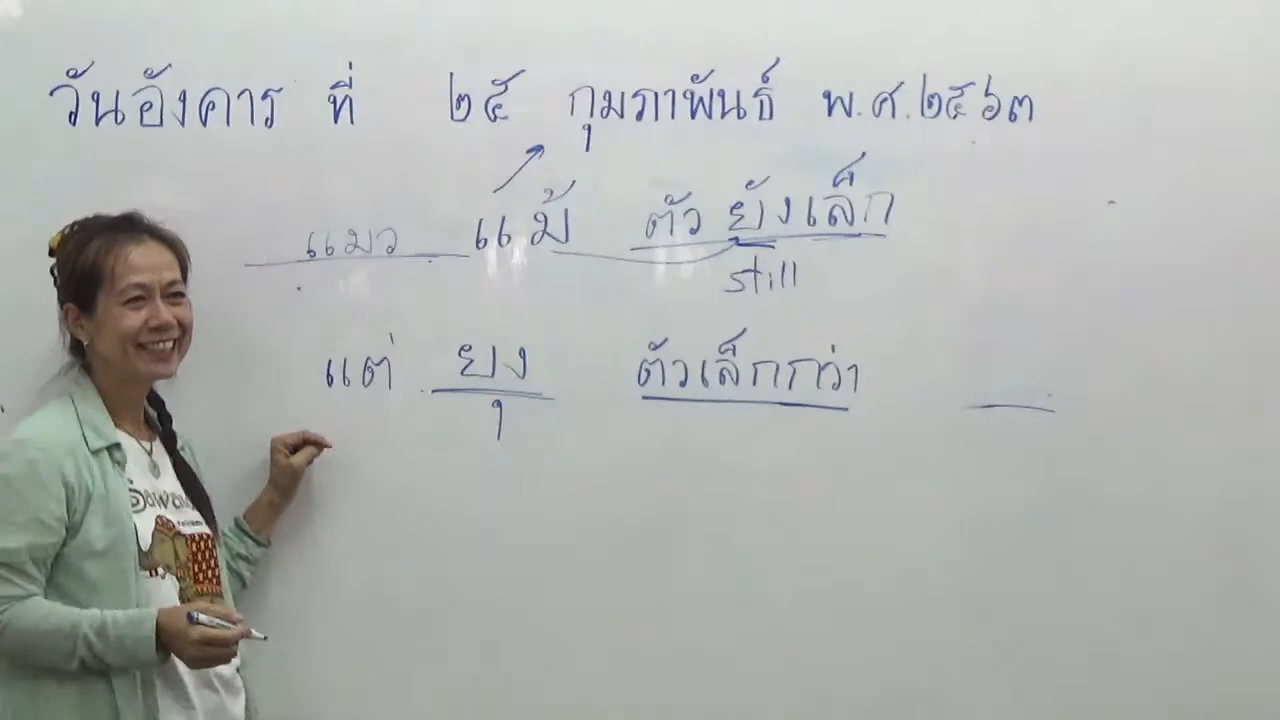 วันอังคาร ที่ ๒๕ กุมภาพันธ์ พ.ศ.๒๕๖๓
แมว แม้ ตัว ยังเล็ก
still
แต่ ยุง ตัวเล็กกว่า